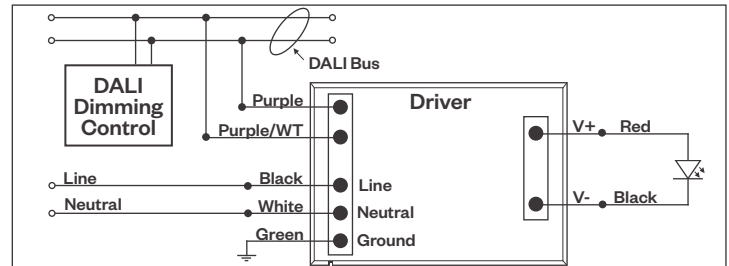 DALI Bus
DALI
Dimming
Control
Purple
Driver
Purple/WT
V+ Red
Line Black Line
Neutral White Neutral
V- Black
Green Ground